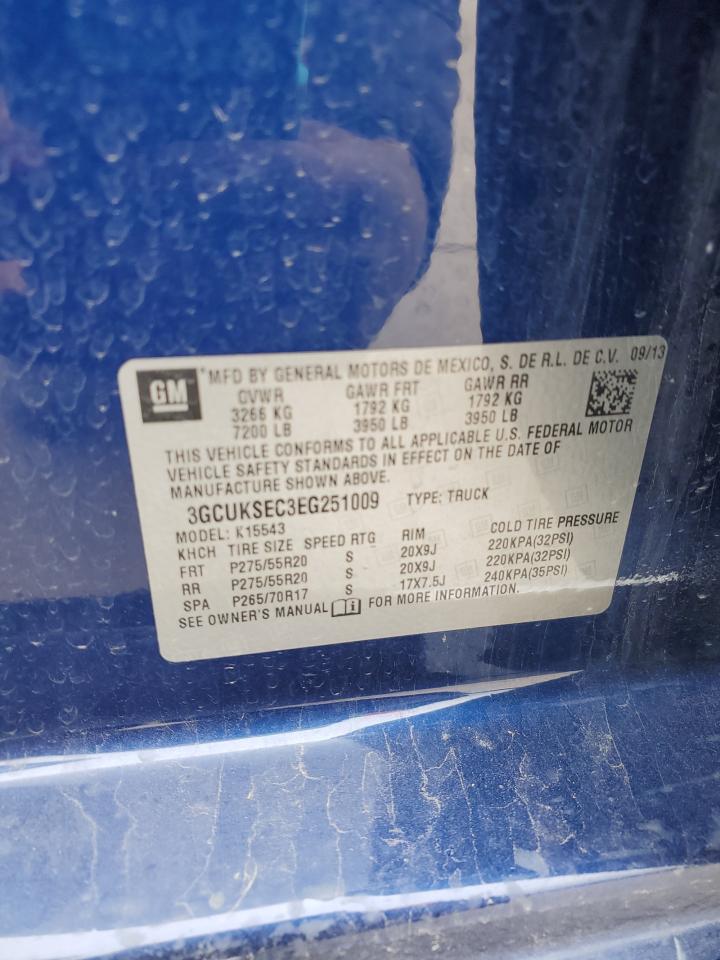 GM
*MFD BY GENERAL MOTORS DE MEXICO, S. DE R.L. DE C.V. 09/13
GVWR GAWR FRT GAWR RR
3266 KG 1792 KG 1792 KG
7200 LB 3950 LB 3950 LB
THIS VEHICLE CONFORMS TO ALL APPLICABLE U.S. FEDERAL MOTOR
VEHICLE SAFETY STANDARDS IN EFFECT ON THE DATE OF
MANUFACTURE SHOWN ABOVE.
3GCUKSEC3EG251009 TYPE: TRUCK
MODEL: K15543
KHCH TIRE SIZE SPEED RTG RIM COLD TIRE PRESSURE
FRT P275/55R20 S 20X9J 220KPA(32PSI)
RR P275/55R20 S 20X9J 220KPA(32PSI)
SPA P265/70R17 S 17X7.5J 240KPA(35PSI)
SEE OWNER'S MANUAL FOR MORE INFORMATION.